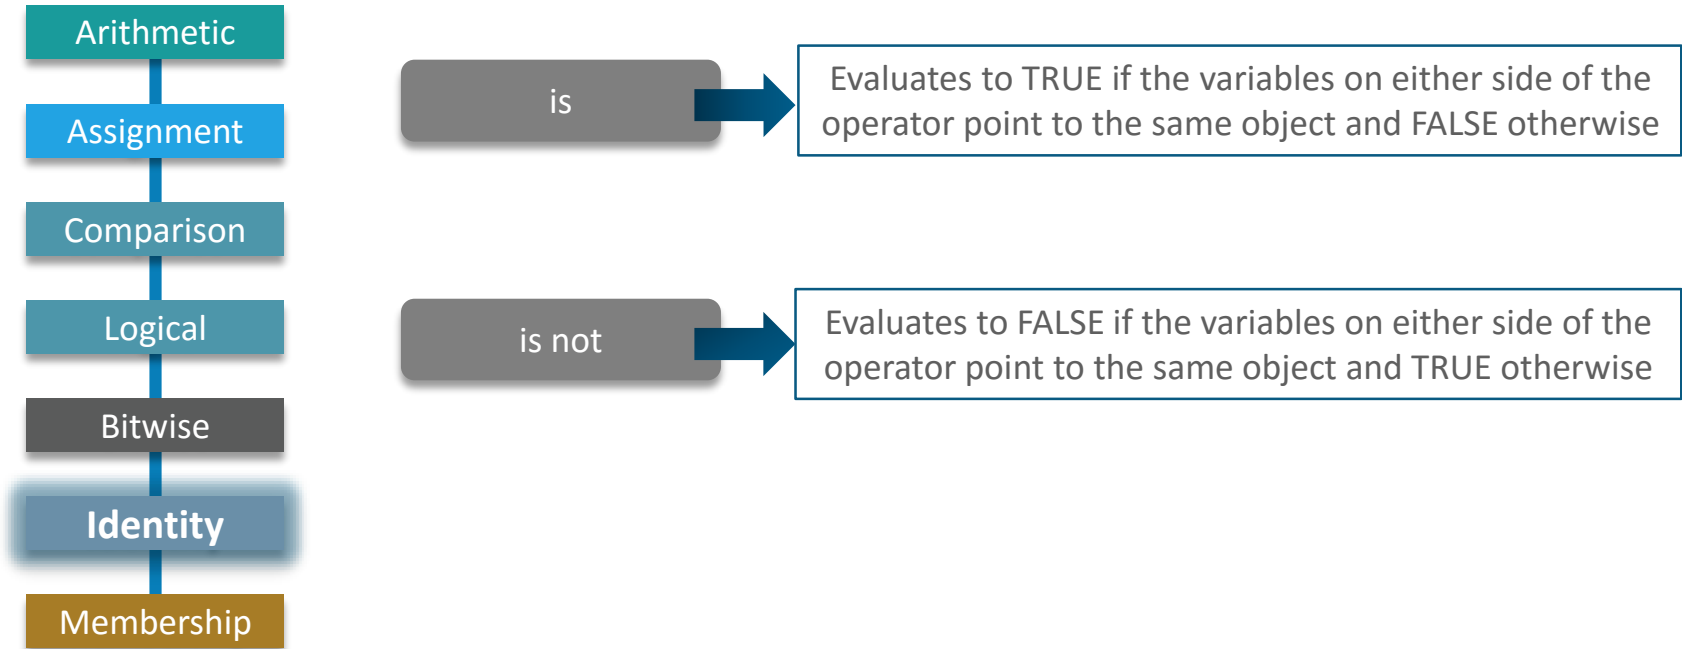 Arithmetic
Assignment
Comparison
Logical
Bitwise
Identity
Membership
is
Evaluates to TRUE if the variables on either side of the
operator point to the same object and FALSE otherwise
is not
Evaluates to FALSE if the variables on either side of the
operator point to the same object and TRUE otherwise